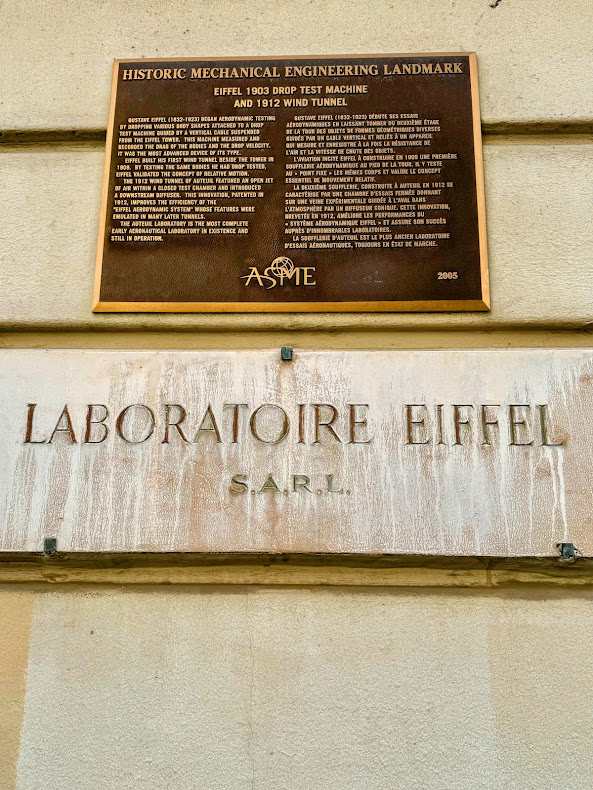 HISTORIC MECHANICAL ENGINEERING LANDMARK
EIFFEL 1903 DROP TEST MACHINE
AND 1912 WIND TUNNEL
GUSTAVE EIFFEL (1832-1923) BEGAN AERODYNAMIC TESTING
BY DROPPING VARIOUS BODY SHAPES ATTACHED TO A DROP
TEST MACHINE GUIDED BY A VERTICAL CABLE SUSPENDED
FROM THE EIFFEL TOWER. THIS MACHINE MEASURED AND
RECORDED THE DRAG OF THE BODIES AND THE DROP VELOCITY.
IT WAS THE MOST ADVANCED DEVICE OF ITS TYPE.
EIFFEL BUILT HIS FIRST WIND TUNNEL BESIDE THE TOWER IN
1909. BY TESTING THE SAME BODIES HE HAD DROP TESTED,
EIFFEL VALIDATED THE CONCEPT OF RELATIVE MOTION.
THE 1912 WIND TUNNEL OF AUTEUIL FEATURED AN OPEN JET
OF AIR WITHIN A CLOSED TEST CHAMBER AND INTRODUCED
A DOWNSTREAM DIFFUSER. THIS INNOVATION, PATENTED IN
1912, IMPROVES THE EFFICIENCY OF THE
"EIFFEL AERODYNAMIC SYSTEM" WHOSE FEATURES WERE
EMULATED IN MANY LATER TUNNELS.
THE AUTEUIL LABORATORY IS THE MOST COMPLETE
EARLY AERONAUTICAL LABORATORY IN EXISTENCE AND
STILL IN OPERATION.
GUSTAVE EIFFEL (1832-1923) DÉBUTE SES ESSAIS
AÉRODYNAMIQUES EN LAISSANT TOMBER DU DEUXIÈME ÉTAGE
DE LA TOUR DES OBJETS DE FORMES GÉOMÉTRIQUES DIVERSES
GUIDÉS PAR UN CABLE VERTICAL ET RELIÉS À UN APPAREIL
QUI MESURE ET ENREGISTRE À LA FOIS LA RÉSISTANCE DE
L'AIR ET LA VITESSE DE CHUTE DES OBJETS.
L'AVIATION INCITE EIFFEL À CONSTRUIRE EN 1909 UNE PREMIÈRE
SOUFFLERIE AÉRODYNAMIQUE AU PIED DE LA TOUR. IL Y TESTE
AU « POINT FIXE » LES MÊMES CORPS ET VALIDE LE CONCEPT
ESSENTIEL DE MOUVEMENT RELATIF.
LA DEUXIÈME SOUFFLERIE, CONSTRUITE À AUTEUIL EN 1912 SE
CARACTÉRISE PAR UNE CHAMBRE D'ESSAIS FERMÉE DONNANT
SUR UNE VEINE EXPÉRIMENTALE GUIDÉE À L'AVAL DANS
L'ATMOSPHÈRE PAR UN DIFFUSEUR CONIQUE. CETTE INNOVATION,
BREVETÉE EN 1912, AMÉLIORE LES PERFORMANCES DU
« SYSTÈME AÉRODYNAMIQUE EIFFEL » ET ASSURE SON SUCCÈS
AUPRÈS D'INNOMBRABLES LABORATOIRES.
LA SOUFFLERIE D'AUTEUIL EST LE PLUS ANCIEN LABORATOIRE
D'ESSAIS AÉRONAUTIQUES, TOUJOURS EN ÉTAT DE MARCHE.
ASME
2005
LABORATOIRE EIFFEL
S.A.R.L.